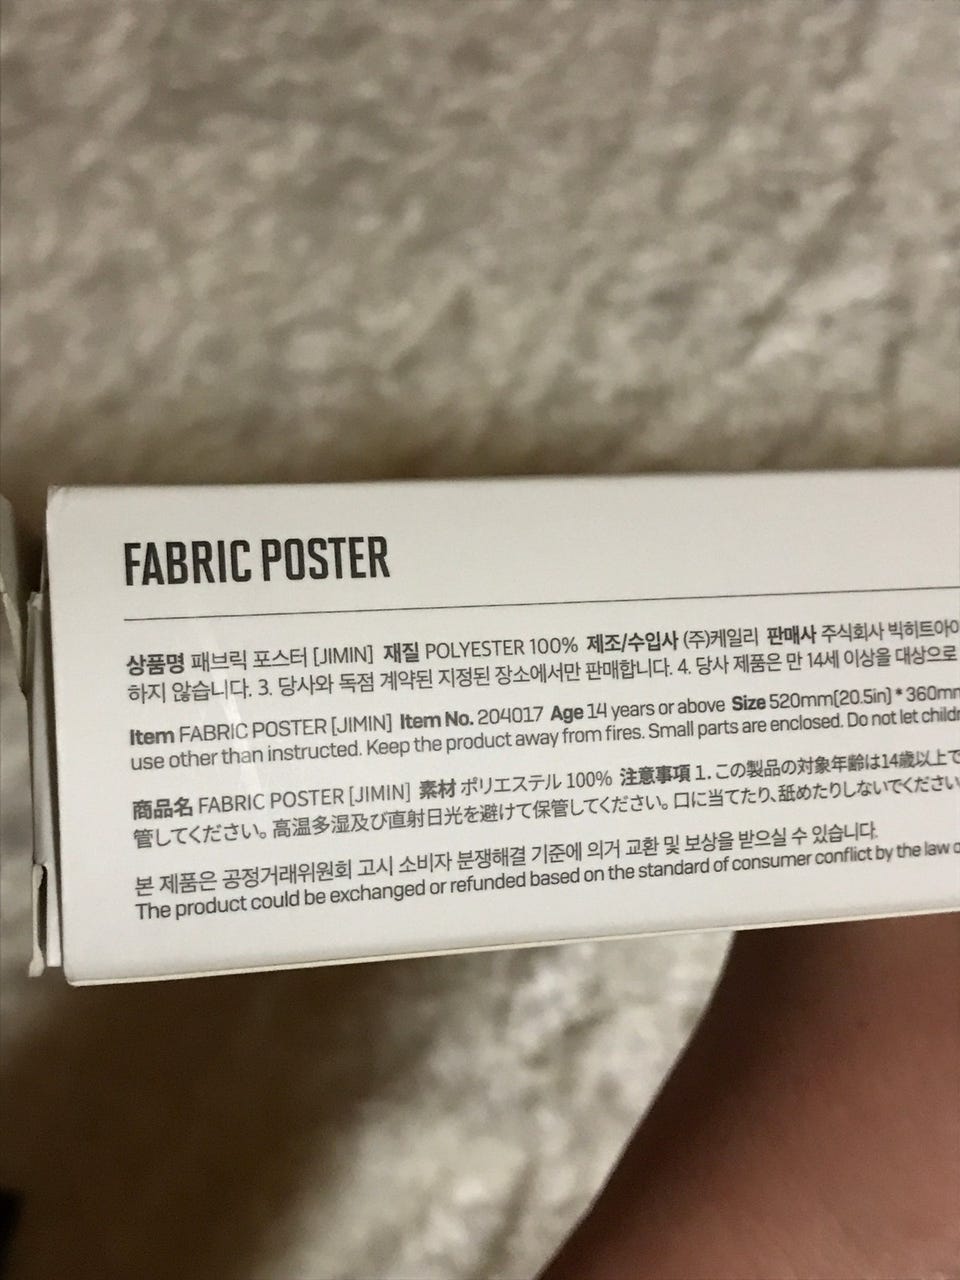 FABRIC POSTER
상품명 패브릭 포스터 [JIMIN] 재질 POLYESTER 100% 제조/수입사 (주)케일리 판매사 주식회사 빅히트아이
하지 않습니다. 3. 당사와 독점 계약된 지정된 장소에서만 판매합니다. 4. 당사 제품은 만 14세 이상을 대상으로
Item FABRIC POSTER [JIMIN] Item No. 204017 Age 14 years or above Size 520mm(20.5in) * 360mm
use other than instructed. Keep the product away from fires. Small parts are enclosed. Do not let childr
商品名 FABRIC POSTER [JIMIN] 素材 ポリエステル 100% 注意事項 1. この製品の対象年齢は14歳以上で
管してください。高温多湿及び直射日光を避けて保管してください。口に当てたり、舐めたりしないでください
본 제품은 공정거래위원회 고시 소비자 분쟁해결 기준에 의거 교환 및 보상을 받으실 수 있습니다.
The product could be exchanged or refunded based on the standard of consumer conflict by the law o